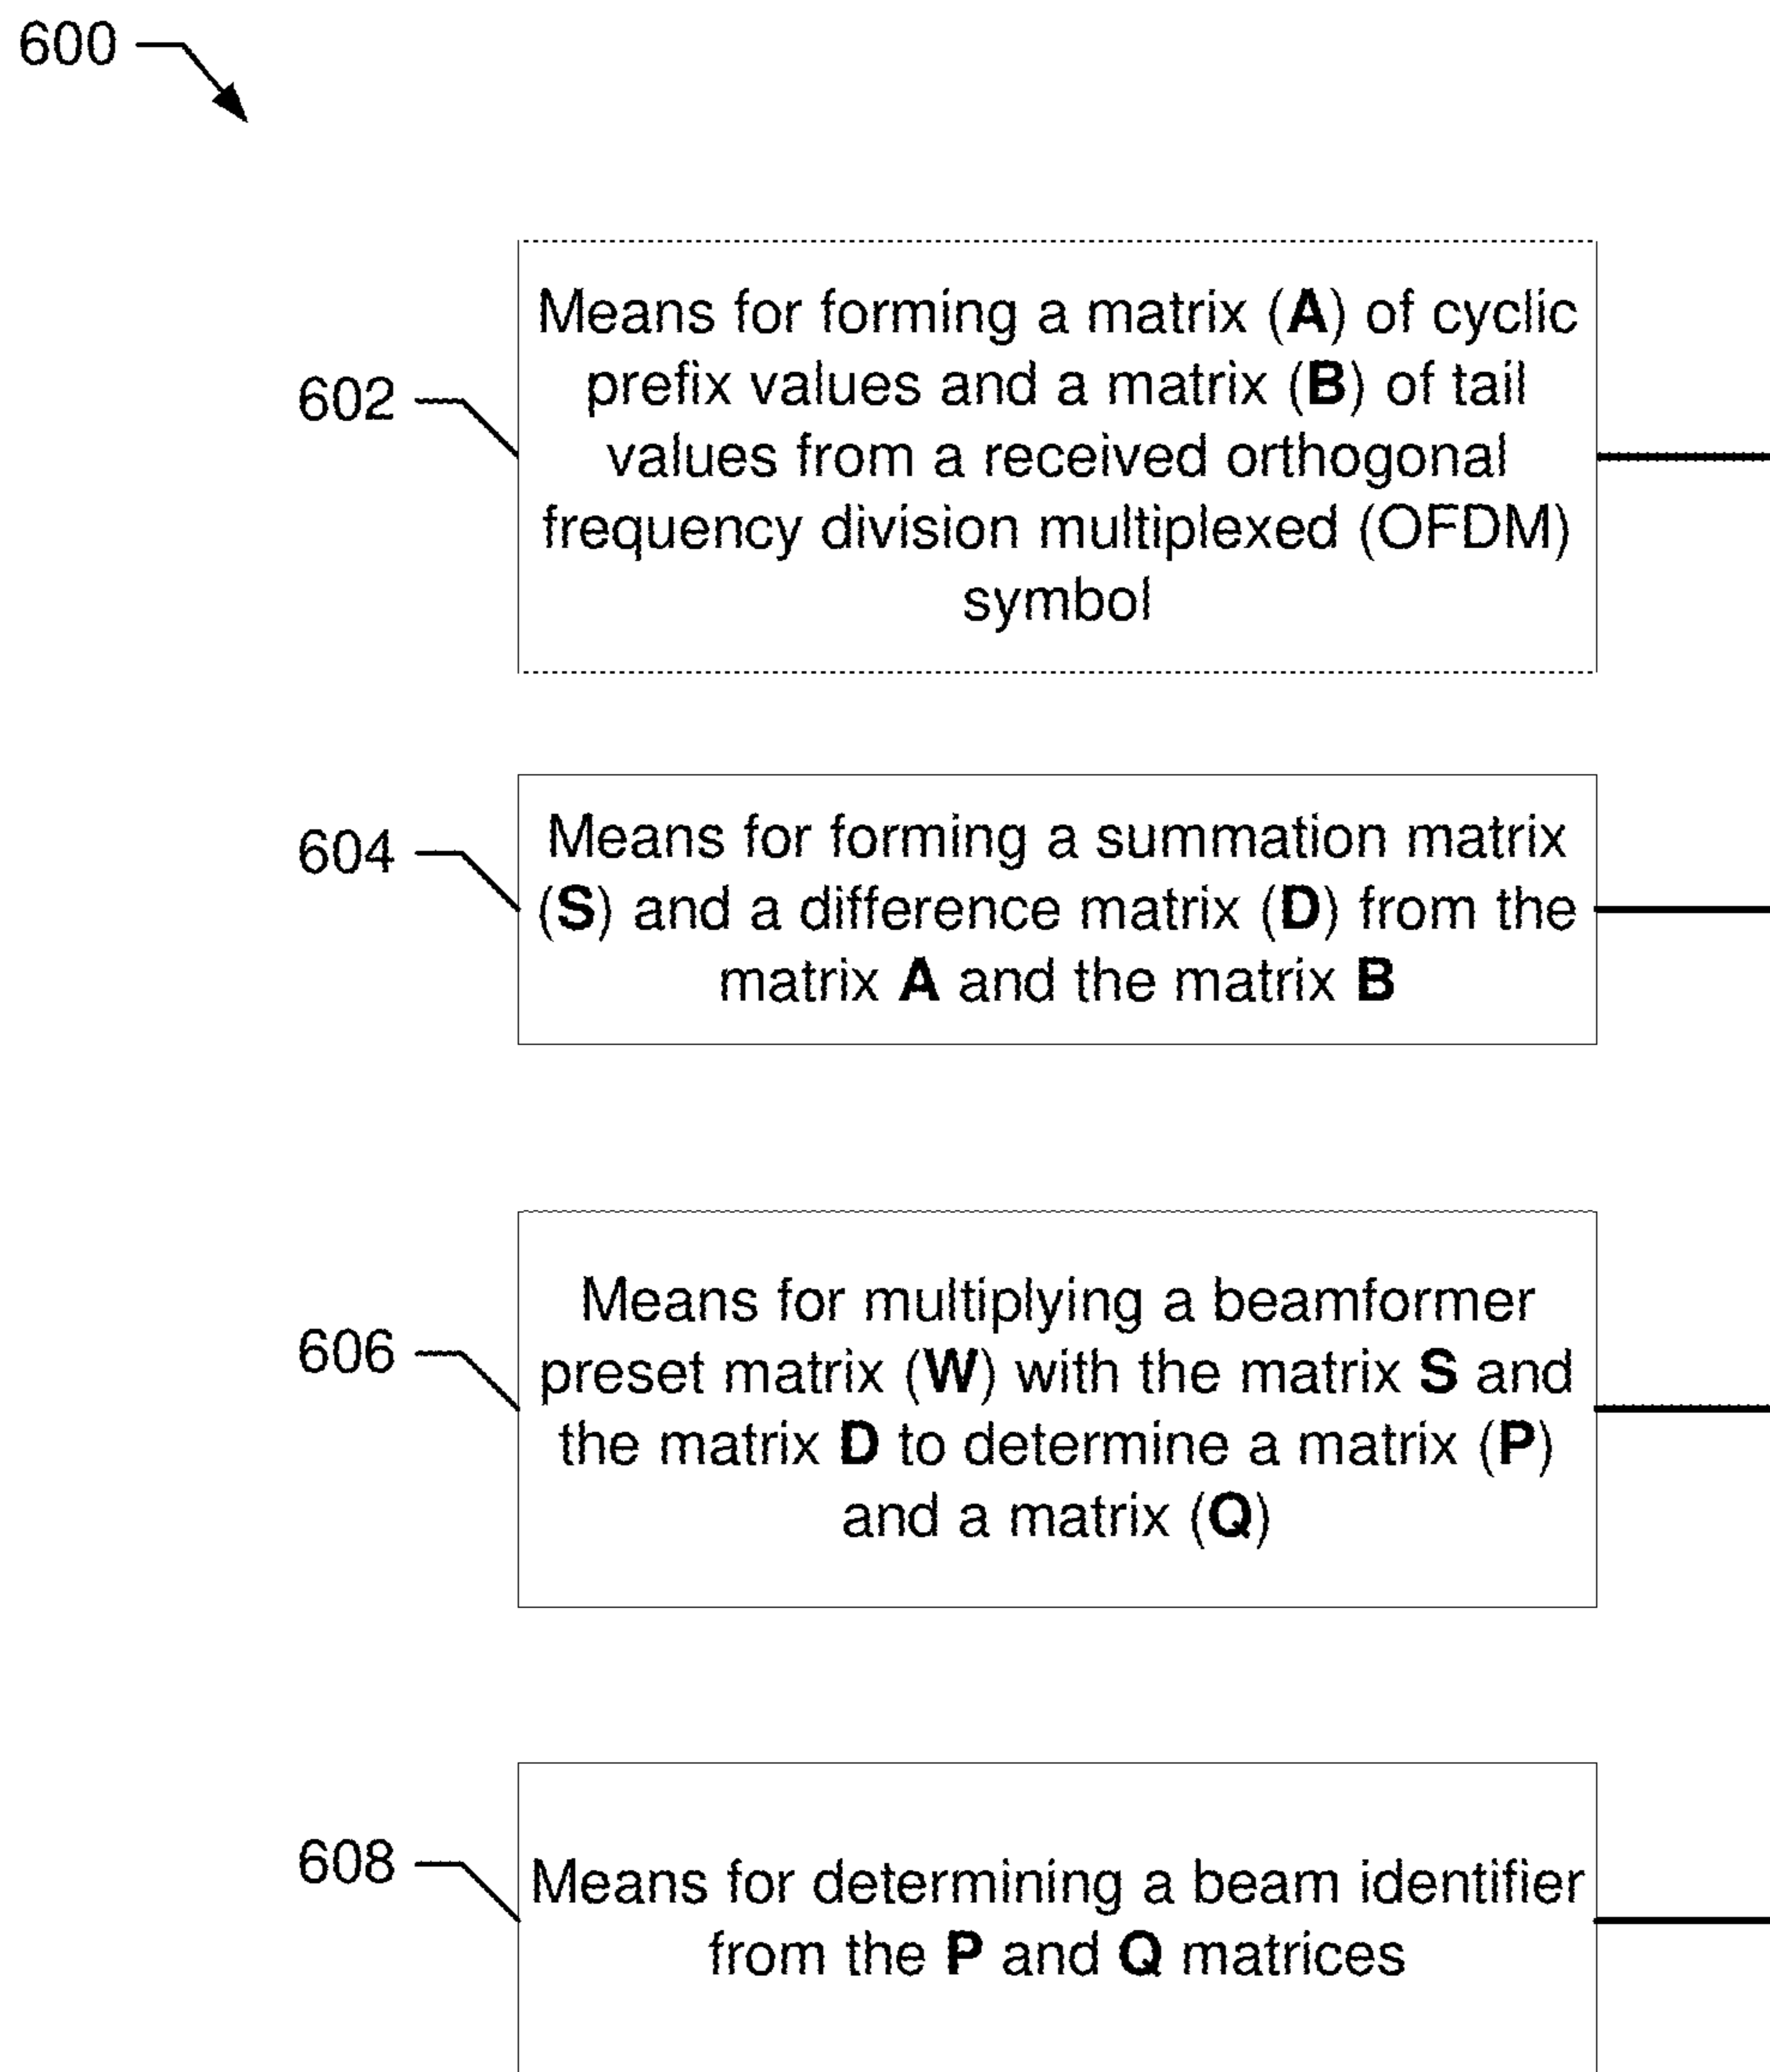 600
602
Means for forming a matrix (A) of cyclic
prefix values and a matrix (B) of tail
values from a received orthogonal
frequency division multiplexed (OFDM)
symbol
604
Means for forming a summation matrix
(S) and a difference matrix (D) from the
matrix A and the matrix B
606
Means for multiplying a beamformer
preset matrix (W) with the matrix S and
the matrix D to determine a matrix (P)
and a matrix (Q)
608
Means for determining a beam identifier
from the P and Q matrices